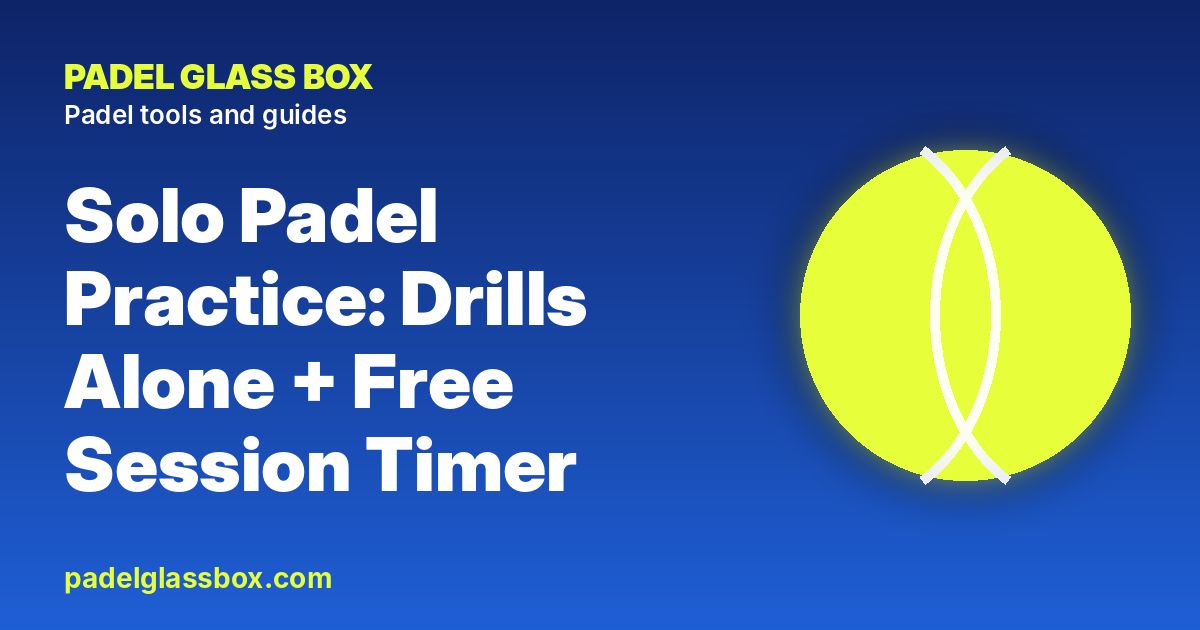 PADEL GLASS BOX
Padel tools and guides
Solo Padel
Practice: Drills
Alone + Free
Session Timer
padelglassbox.com